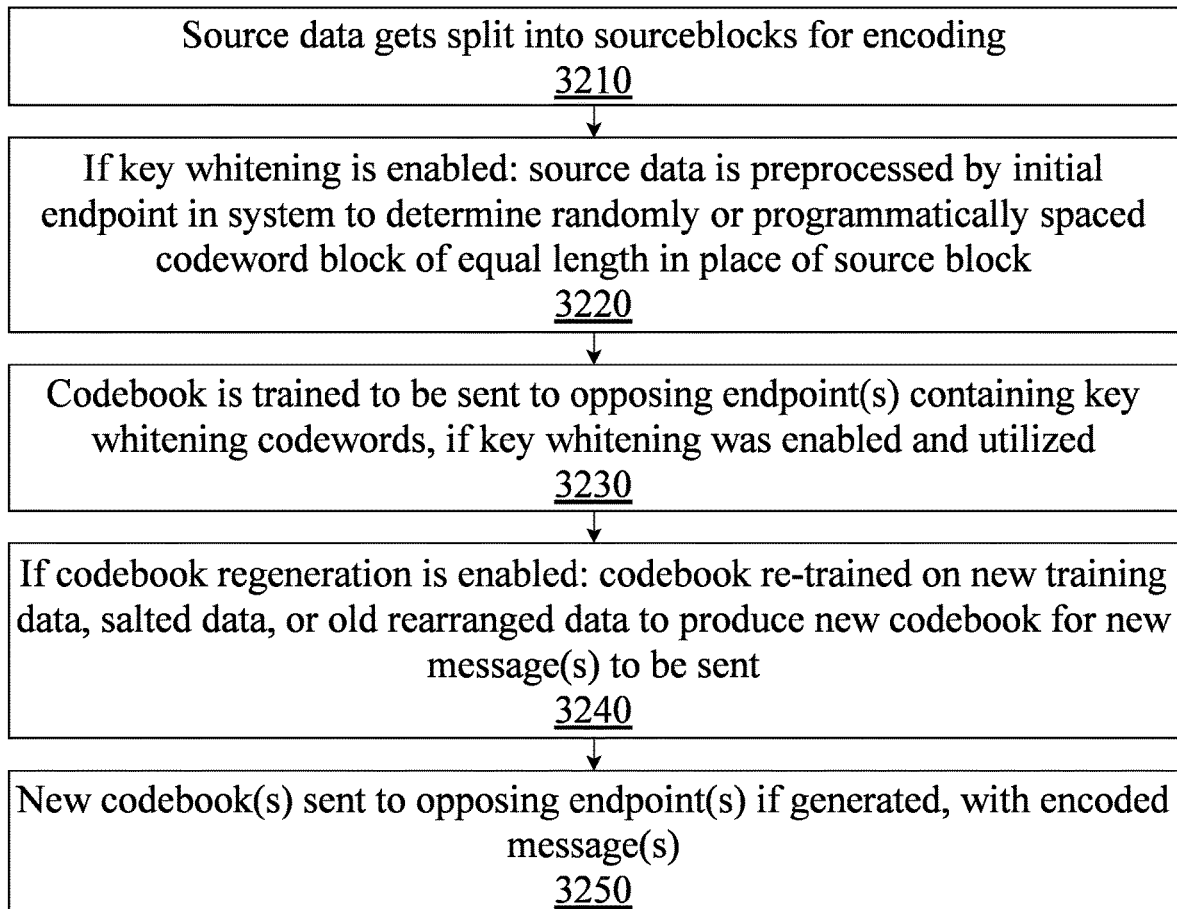 Source data gets split into sourceblocks for encoding
3210
If key whitening is enabled: source data is preprocessed by initial
endpoint in system to determine randomly or programmatically spaced
codeword block of equal length in place of source block
3220
Codebook is trained to be sent to opposing endpoint(s) containing key
whitening codewords, if key whitening was enabled and utilized
3230
If codebook regeneration is enabled: codebook re-trained on new training
data, salted data, or old rearranged data to produce new codebook for new
message(s) to be sent
3240
New codebook(s) sent to opposing endpoint(s) if generated, with encoded
message(s)
3250